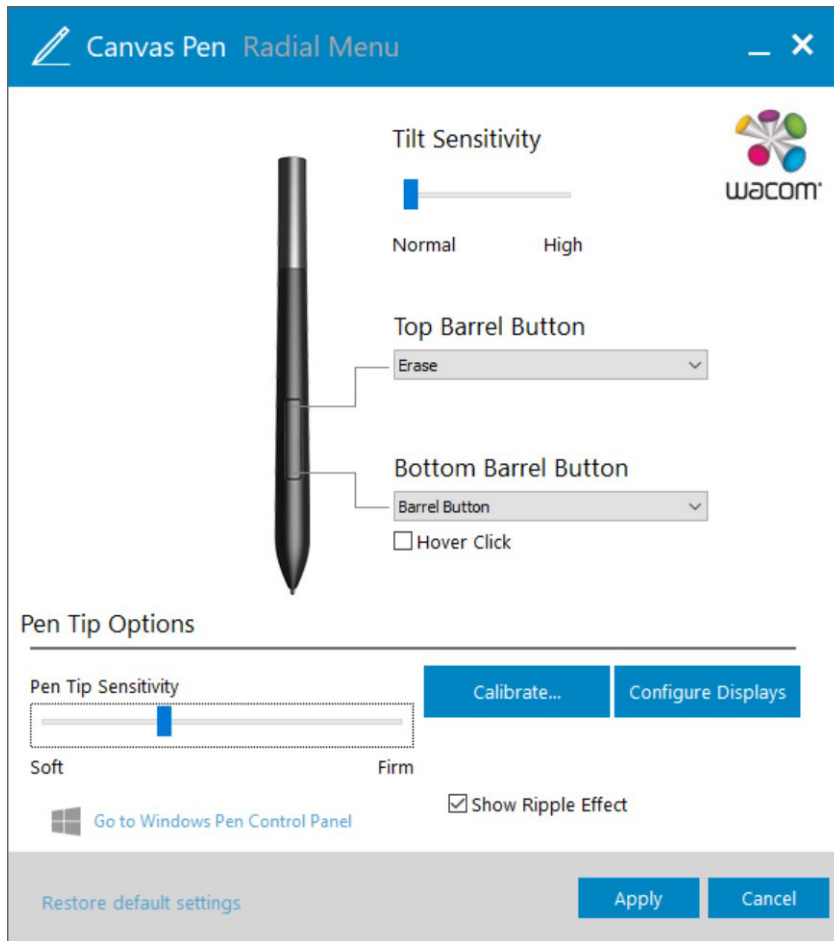 Canvas Pen Radial Menu
wacom
Tilt Sensitivity
Normal High
Top Barrel Button
Erase
Bottom Barrel Button
Barrel Button
Hover Click
Pen Tip Options
Pen Tip Sensitivity
Soft Firm
Calibrate...
Configure Displays
Show Ripple Effect
Go to Windows Pen Control Panel
Restore default settings
Apply
Cancel